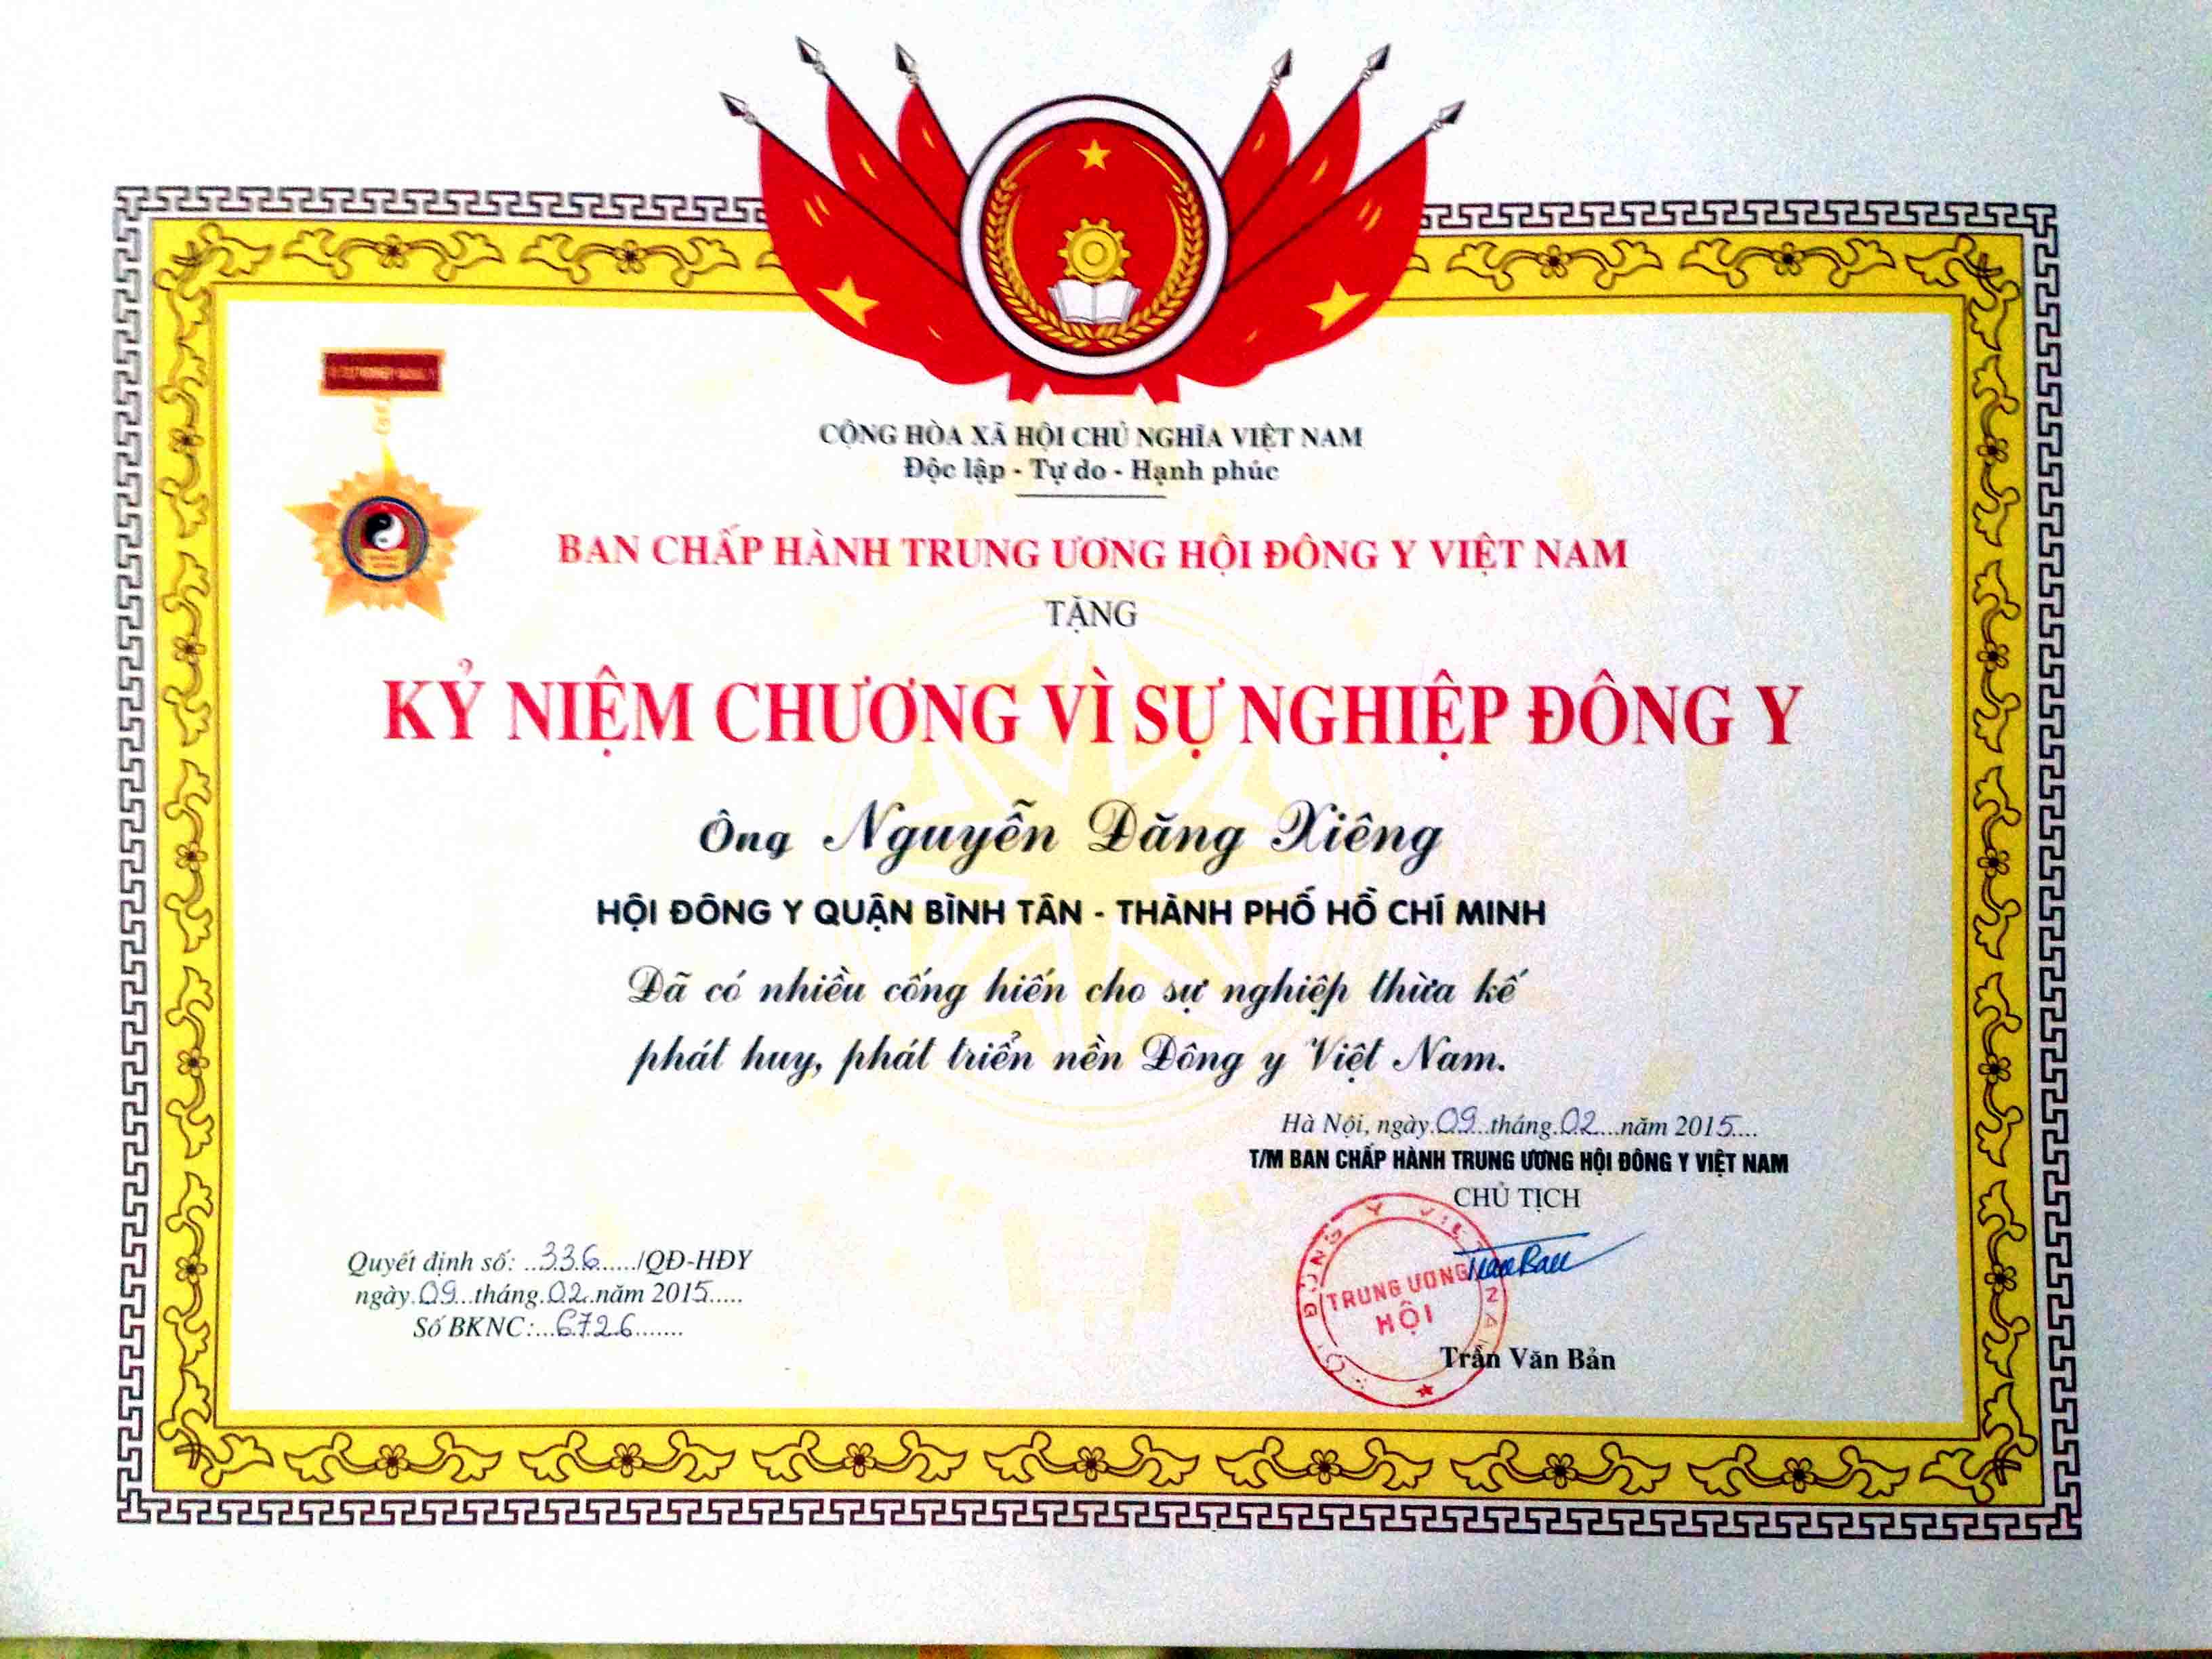 CỘNG HÒA XÃ HỘI CHỦ NGHĨA VIỆT NAM
Độc lập - Tự do - Hạnh phúc
BAN CHẤP HÀNH TRUNG ƯƠNG HỘI ĐÔNG Y VIỆT NAM
TẶNG
KỶ NIỆM CHƯƠNG VÌ SỰ NGHIỆP ĐÔNG Y
Ông Nguyễn Đăng Xiêng
HỘI ĐÔNG Y QUẬN BÌNH TÂN - THÀNH PHỐ HỒ CHÍ MINH
Đã có nhiều cống hiến cho sự nghiệp thừa kế
phát huy, phát triển nền Đông y Việt Nam.
Hà Nội, ngày.09...tháng.02....năm 2015....
T/M BAN CHẤP HÀNH TRUNG ƯƠNG HỘI ĐÔNG Y VIỆT NAM
CHỦ TỊCH
ĐÔNG Y VIỆT NAM
TRUNG ƯƠNG
HỘI
Trần Văn Bản
Quyết định số: ..336....../QĐ-HĐY
ngày.09...tháng.02..năm 2015.....
Số BKNC:...6726.......